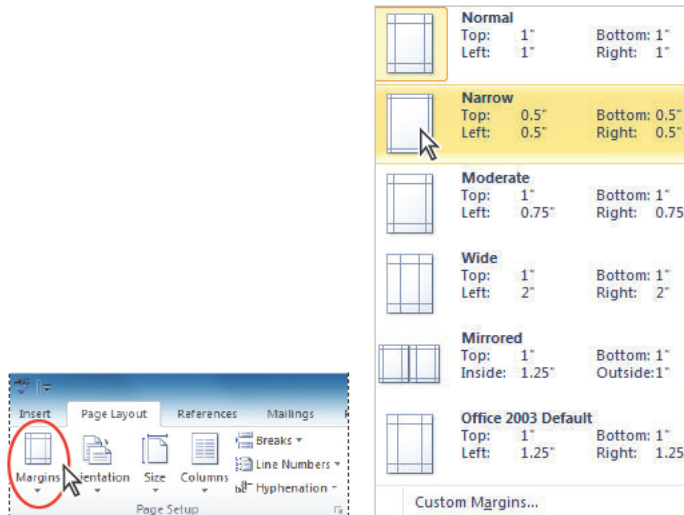 Insert Page Layout References Mailings
Margins Orientation Size Columns
Breaks
Line Numbers
Hyphenation
Page Setup
Normal
Top: 1" Bottom: 1"
Left: 1" Right: 1"
Narrow
Top: 0.5" Bottom: 0.5"
Left: 0.5" Right: 0.5"
Moderate
Top: 1" Bottom: 1"
Left: 0.75" Right: 0.75
Wide
Top: 1" Bottom: 1"
Left: 2" Right: 2"
Mirrored
Top: 1" Bottom: 1"
Inside: 1.25" Outside:1"
Office 2003 Default
Top: 1" Bottom: 1"
Left: 1.25" Right: 1.25
Custom Margins...